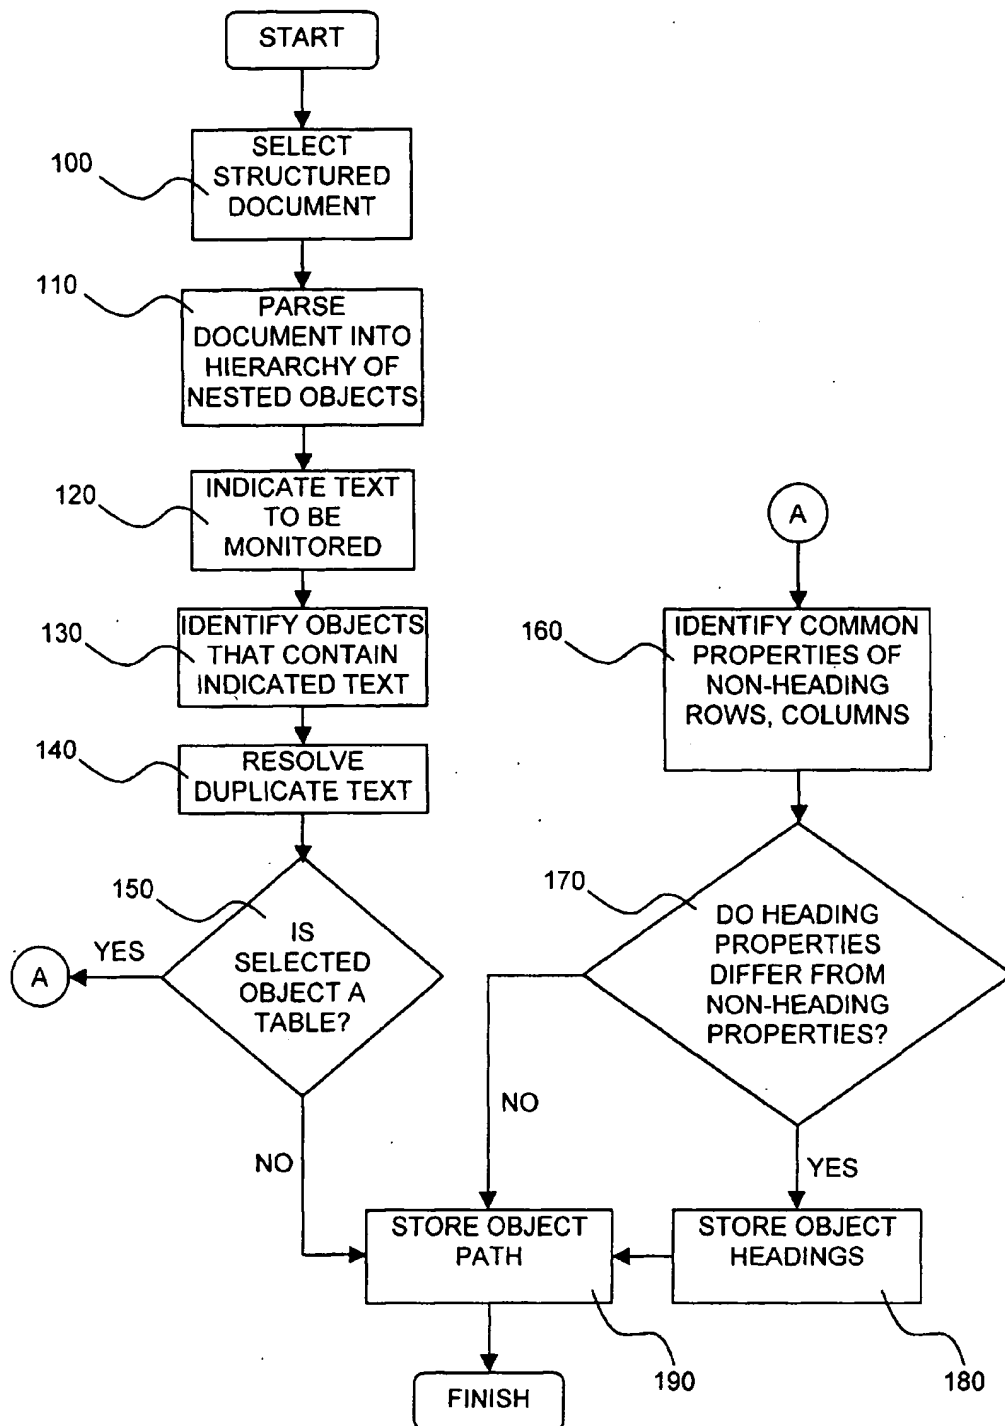 START
100
SELECT
STRUCTURED
DOCUMENT
110
PARSE
DOCUMENT INTO
HIERARCHY OF
NESTED OBJECTS
120
INDICATE TEXT
TO BE
MONITORED
130
IDENTIFY OBJECTS
THAT CONTAIN
INDICATED TEXT
140
RESOLVE
DUPLICATE TEXT
150
IS
SELECTED
OBJECT A
TABLE?
YES
A
NO
A
160
IDENTIFY COMMON
PROPERTIES OF
NON-HEADING
ROWS, COLUMNS
170
DO HEADING
PROPERTIES
DIFFER FROM
NON-HEADING
PROPERTIES?
NO
YES
STORE OBJECT
PATH
STORE OBJECT
HEADINGS
190
180
FINISH